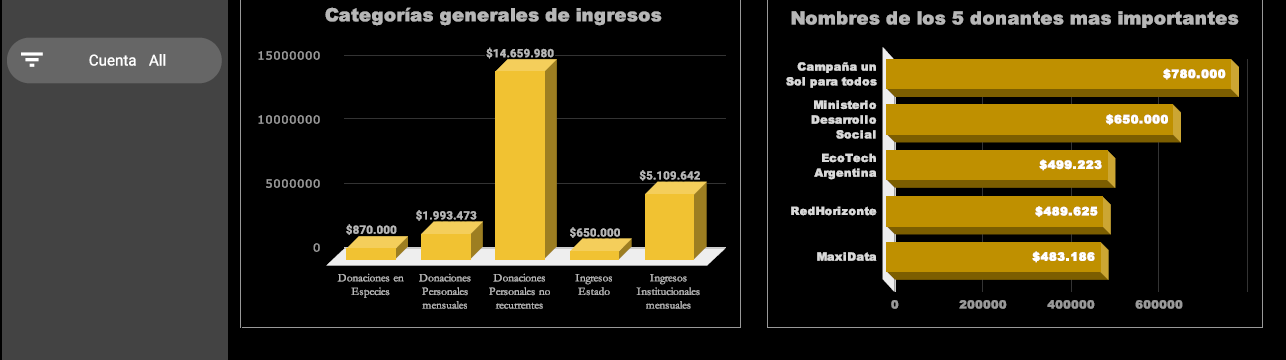 Cuenta All
Categorías generales de ingresos
15000000
10000000
5000000
0
$870.000
$1.993.473
$14.659.980
$650.000
$5.109.642
Donaciones en
Especies
Donaciones
Personales
mensuales
Donaciones
Personales no
recurrentes
Ingresos
Estado
Ingresos
Institucionales
mensuales
Nombres de los 5 donantes mas importantes
Campaña un
Sol para todos
$780.000
Ministerio
Desarrollo
Social
$650.000
EcoTech
Argentina
$499.223
RedHorizonte
$489.625
MaxiData
$483.186
0
200000
400000
600000